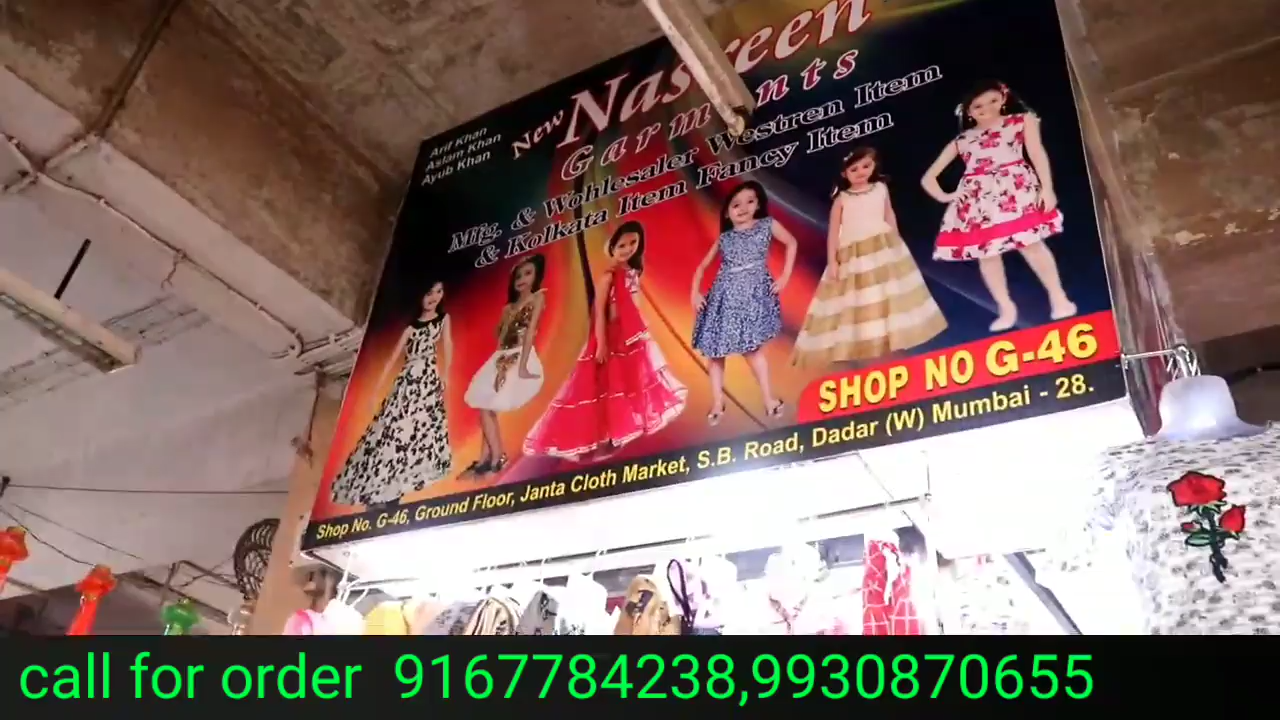 Arif Khan
Aslam Khan
Ayub Khan
New Nasreen
Garments
Mfg. & Wohlesaler Westren Item
& Kolkata Item Fancy Item
SHOP NO G-46
Shop No. G-46, Ground Floor, Janta Cloth Market, S.B. Road, Dadar (W) Mumbai - 28.
call for order 9167784238,9930870655